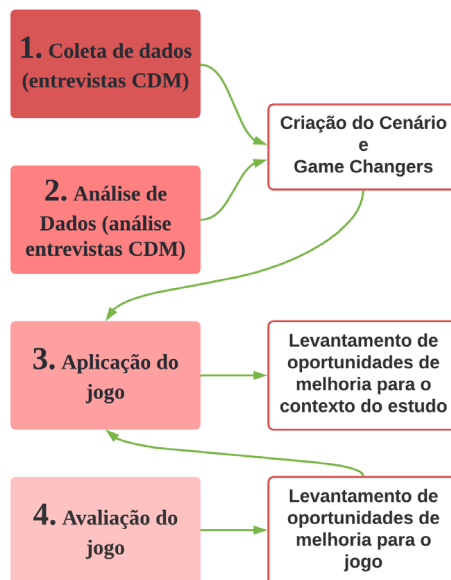 1. Coleta de dados
(entrevistas CDM)
Criação do Cenário
e
Game Changers
2. Análise de
Dados (análise
entrevistas CDM)
3. Aplicação do
jogo
Levantamento de
oportunidades de
melhoria para o
contexto do estudo
4. Avaliação do
jogo
Levantamento de
oportunidades de
melhoria para o
jogo